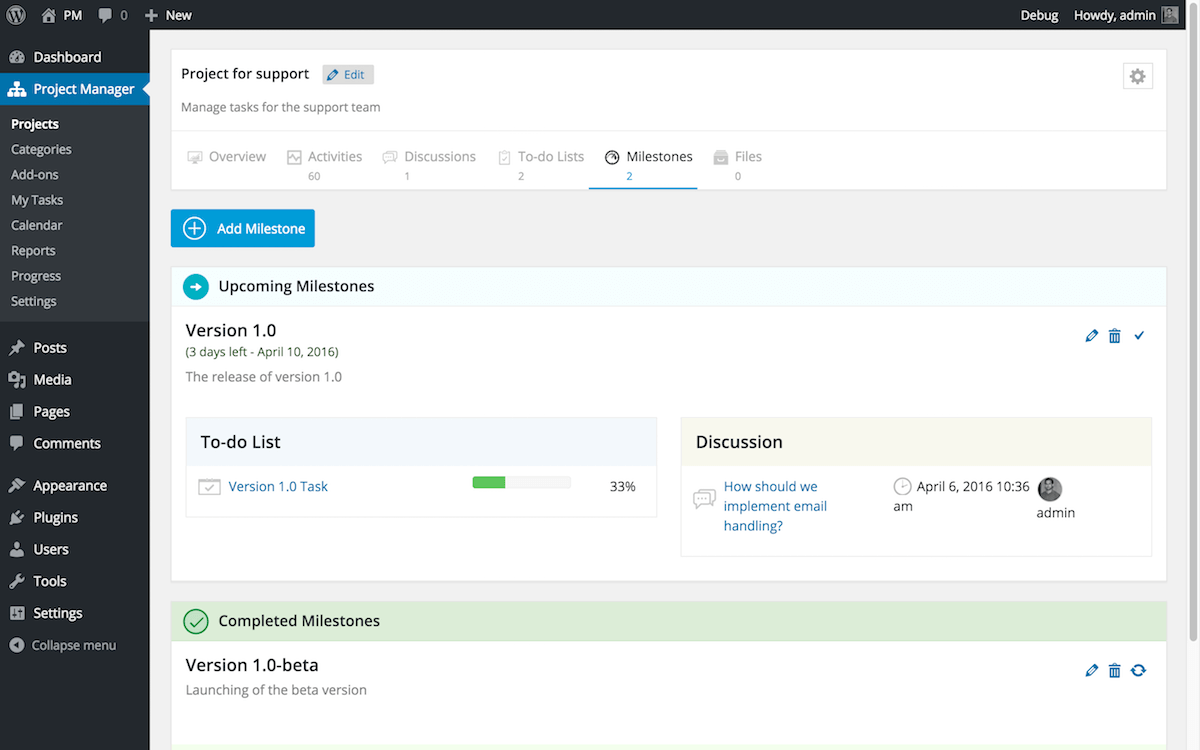 PM 0 New Debug Howdy, admin
Dashboard
Project Manager
Projects
Categories
Add-ons
My Tasks
Calendar
Reports
Progress
Settings
Posts
Media
Pages
Comments
Appearance
Plugins
Users
Tools
Settings
Collapse menu
Project for support Edit
Manage tasks for the support team
Overview
Activities
60
Discussions
1
To-do Lists
2
Milestones
2
Files
0
Add Milestone
Upcoming Milestones
Version 1.0
(3 days left - April 10, 2016)
The release of version 1.0
To-do List
Version 1.0 Task 33%
Discussion
How should we
implement email
handling?
April 6, 2016 10:36
am
admin
Completed Milestones
Version 1.0-beta
Launching of the beta version